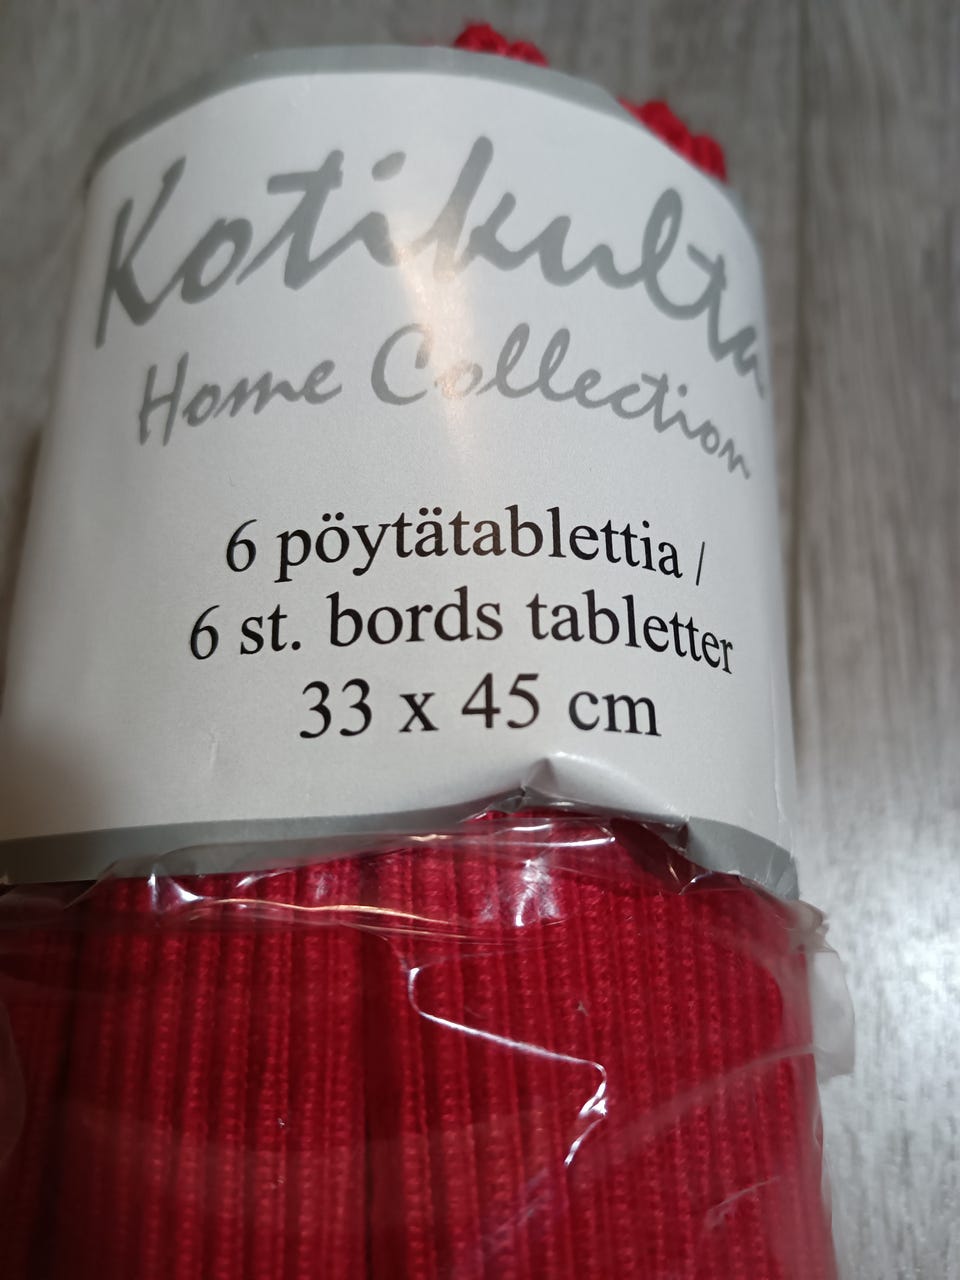 Kotikulta
Home Collection
6 pöytätablettia /
6 st. bords tabletter
33 x 45 cm